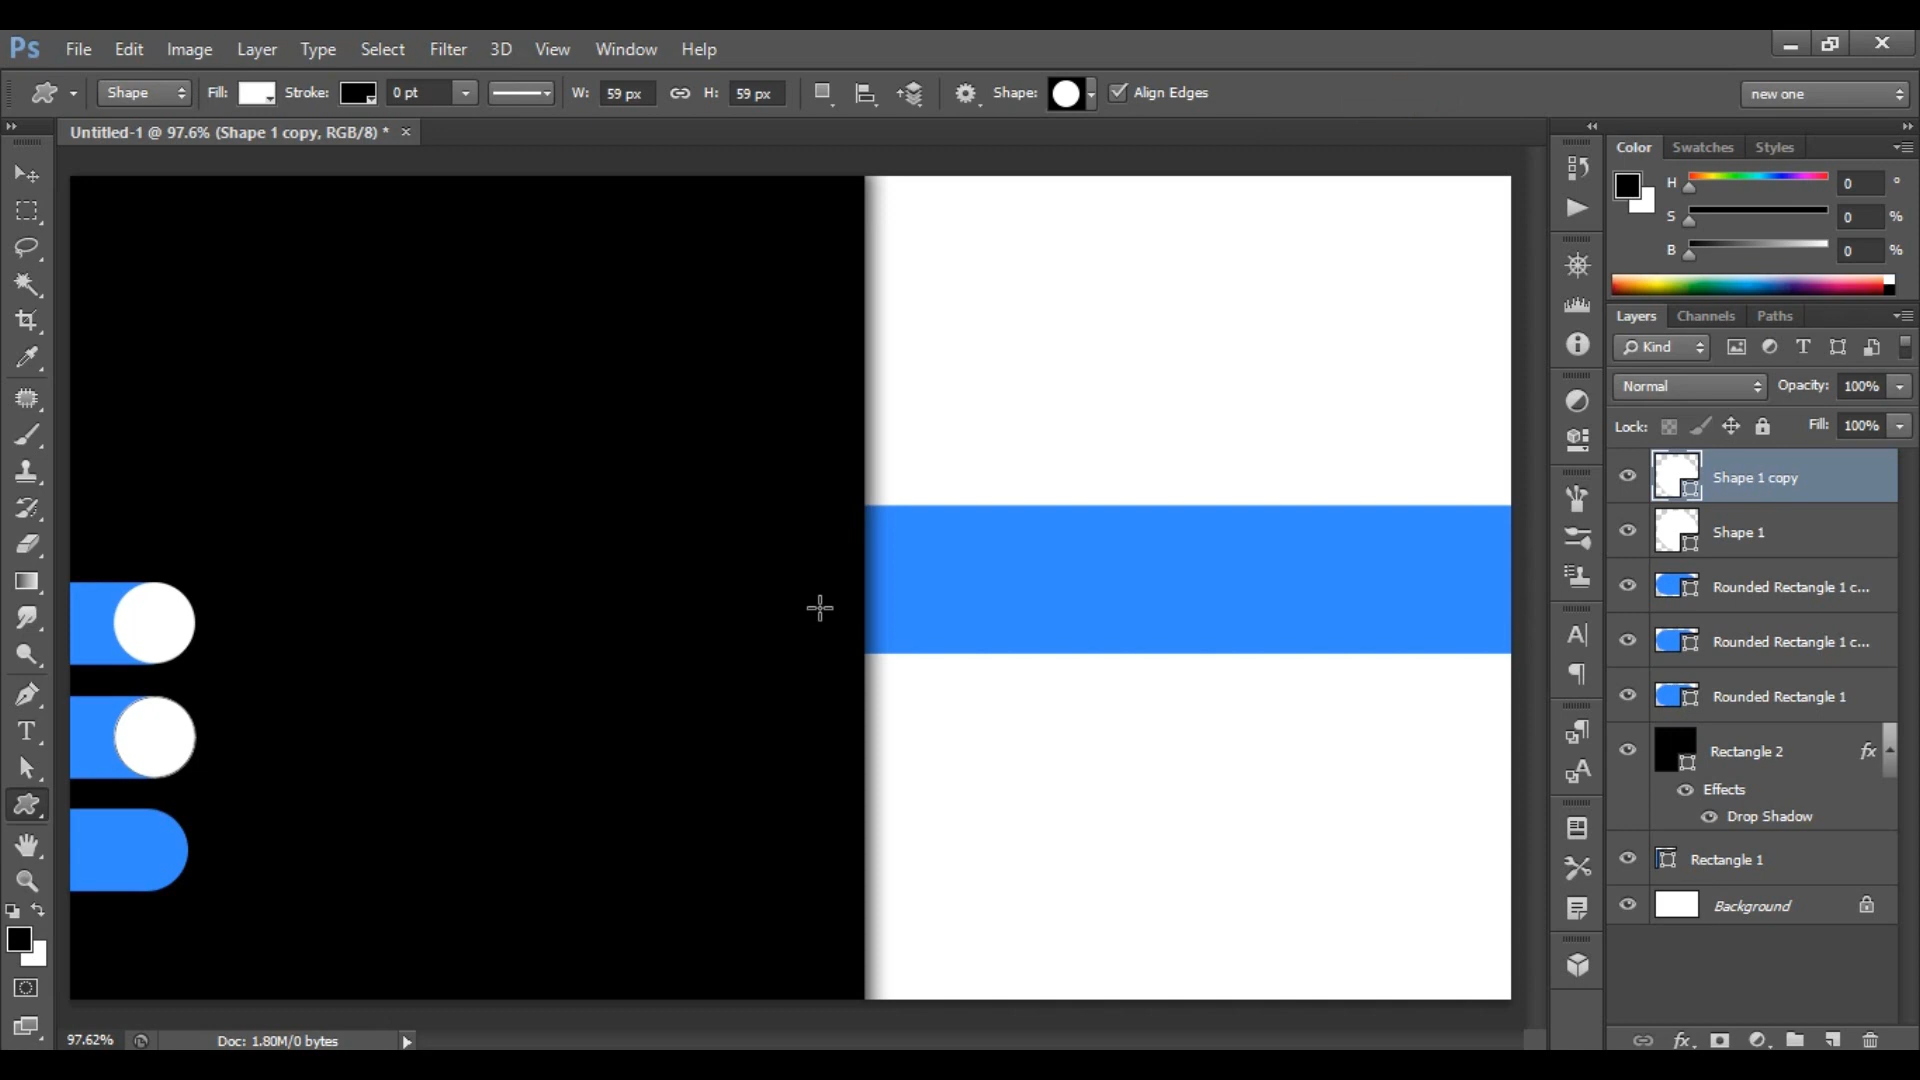 Ps File Edit Image Layer Type Select Filter 3D View Window Help
Shape Fill: Stroke: 0 pt W: 59 px H: 59 px Shape: Align Edges new one
Untitled-1 @ 97.6% (Shape 1 copy, RGB/8) * ×
Color Swatches Styles
H 0 °
S 0 %
B 0 %
Layers Channels Paths
Kind
Normal Opacity: 100%
Lock: Fill: 100%
Shape 1 copy
Shape 1
Rounded Rectangle 1 c...
Rounded Rectangle 1 c...
Rounded Rectangle 1
Rectangle 2 fx
Effects
Drop Shadow
Rectangle 1
Background
97.62% Doc: 1.80M/0 bytes